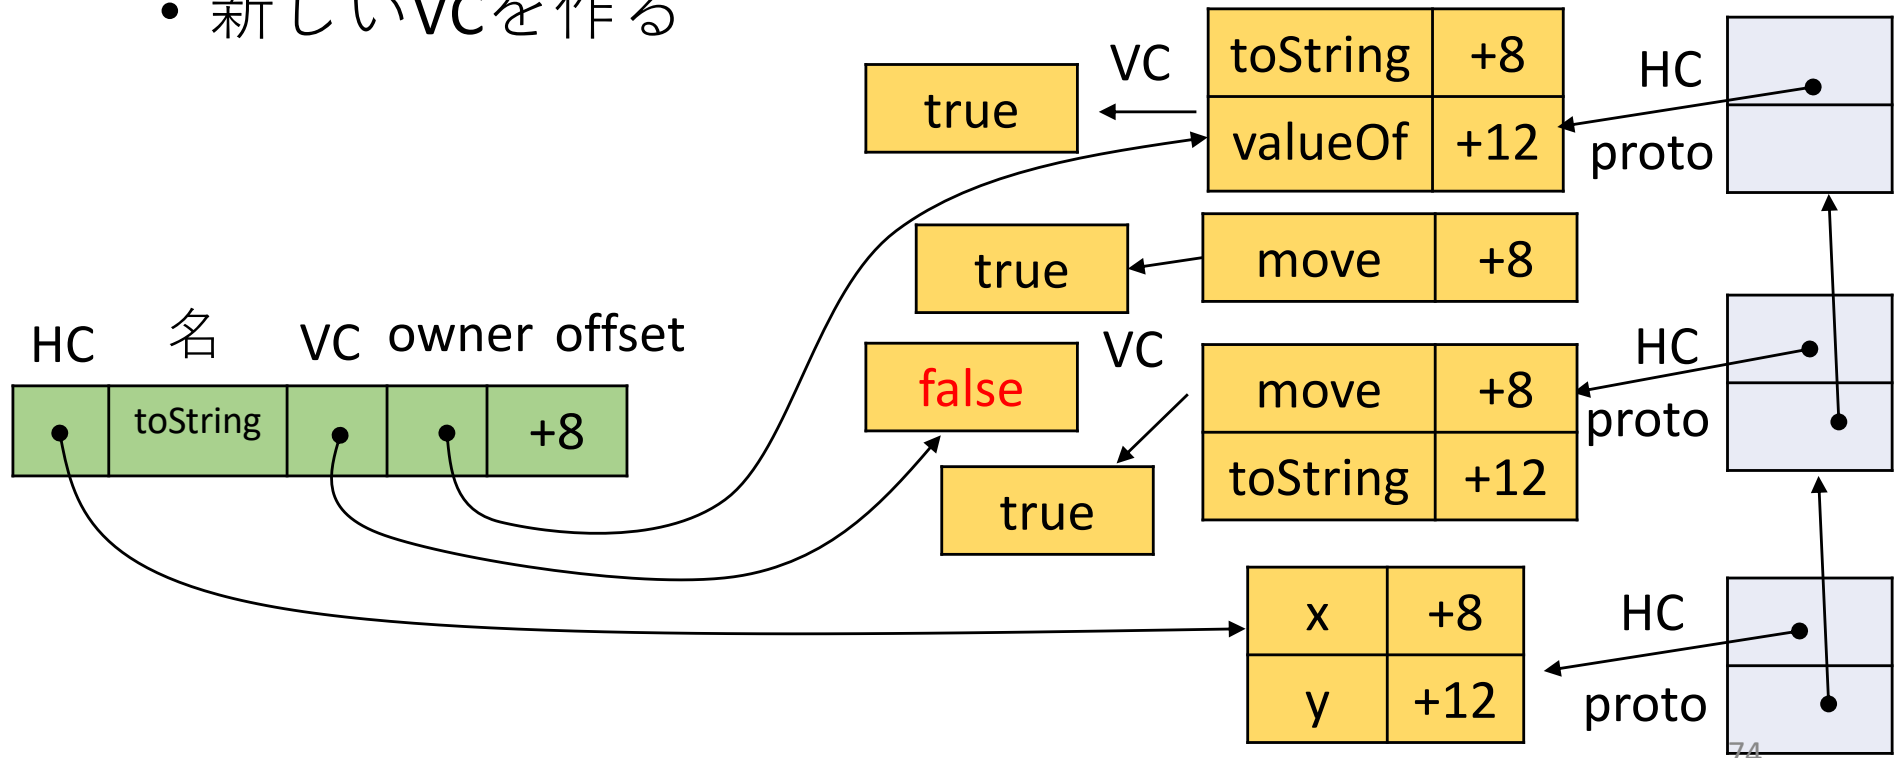 • 新しいVCを作る
toString +8
valueOf +12
VC
true
HC
proto
true
move +8
HC 名 VC owner offset
toString +8
false
VC
move +8
toString +12
true
HC
proto
x +8
y +12
HC
proto
74